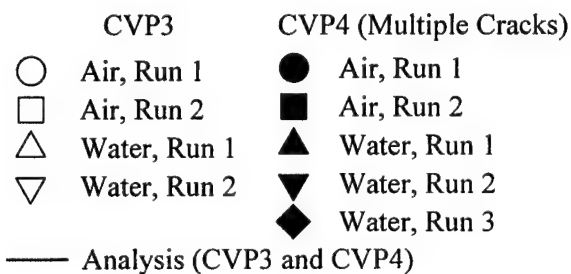 CVP3 CVP4 (Multiple Cracks)
Air, Run 1 Air, Run 1
Air, Run 2 Air, Run 2
Water, Run 1 Water, Run 1
Water, Run 2 Water, Run 2
Water, Run 3
Analysis (CVP3 and CVP4)